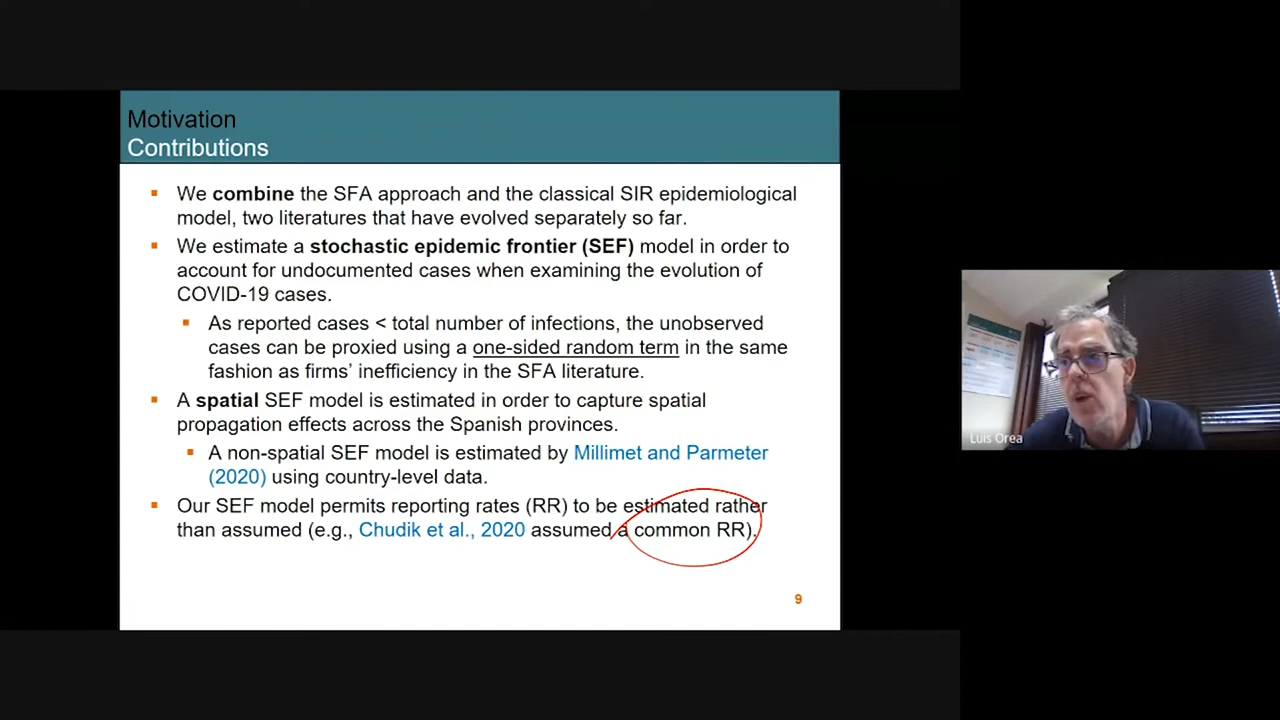 Motivation
Contributions
▪ We combine the SFA approach and the classical SIR epidemiological
model, two literatures that have evolved separately so far.
▪ We estimate a stochastic epidemic frontier (SEF) model in order to
account for undocumented cases when examining the evolution of
COVID-19 cases.
▪ As reported cases < total number of infections, the unobserved
cases can be proxied using a one-sided random term in the same
fashion as firms’ inefficiency in the SFA literature.
▪ A spatial SEF model is estimated in order to capture spatial
propagation effects across the Spanish provinces.
▪ A non-spatial SEF model is estimated by Millimet and Parmeter
(2020) using country-level data.
▪ Our SEF model permits reporting rates (RR) to be estimated rather
than assumed (e.g., Chudik et al., 2020 assumed a common RR).
9
Luis Orea